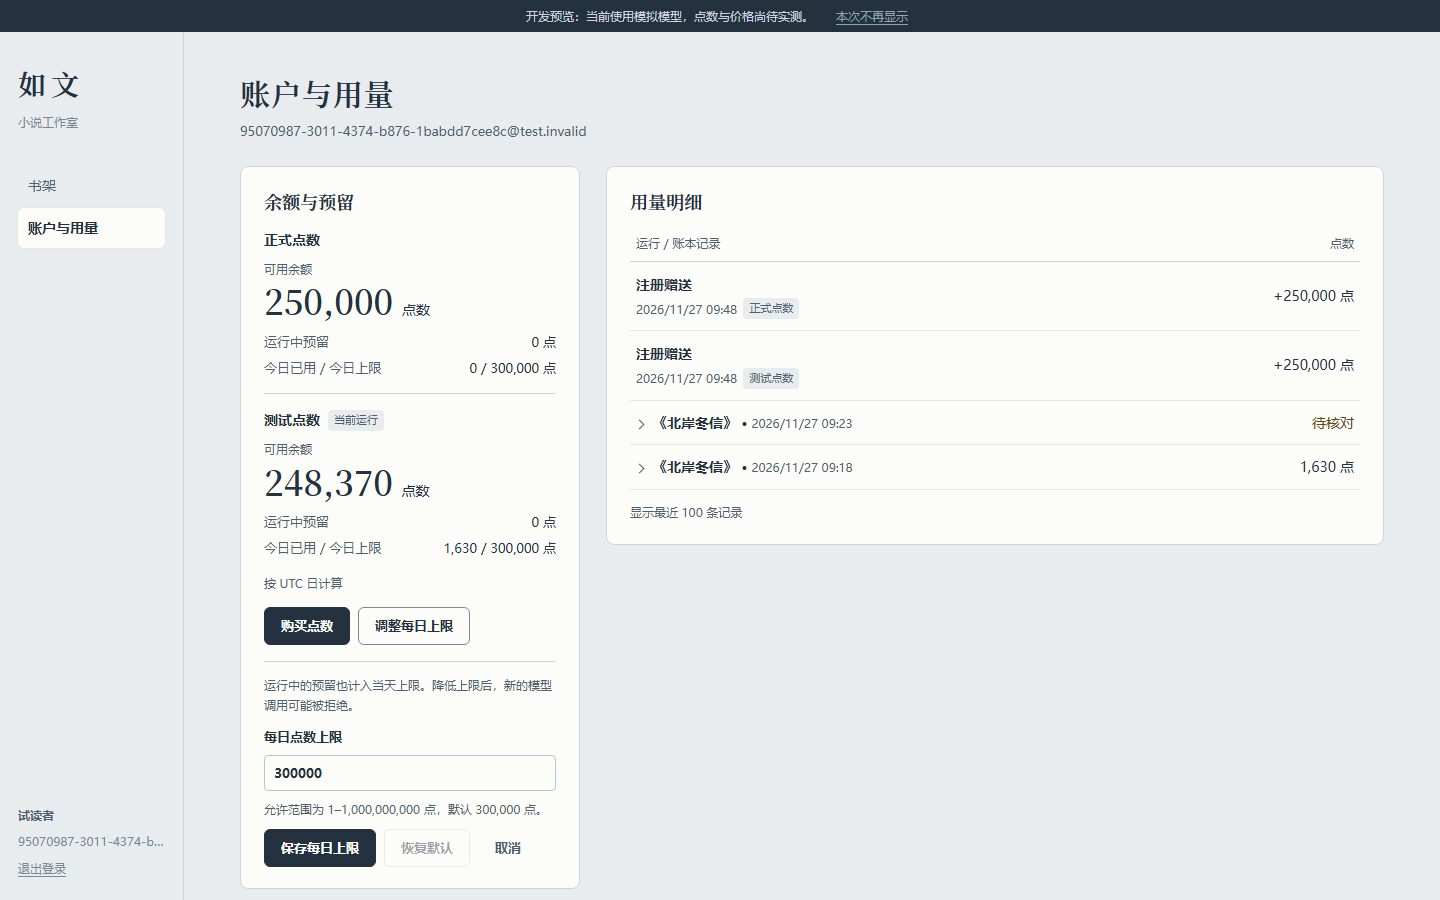 开发预览：当前使用模拟模型，点数与价格尚待实测。 本次不再显示
如文
小说工作室
书架
账户与用量
试读者
95070987-3011-4374-b...
退出登录
账户与用量
95070987-3011-4374-b876-1babdd7cee8c@test.invalid
余额与预留
正式点数
可用余额
250,000 点数
运行中预留 0 点
今日已用 / 今日上限 0 / 300,000 点
测试点数 当前运行
可用余额
248,370 点数
运行中预留 0 点
今日已用 / 今日上限 1,630 / 300,000 点
按 UTC 日计算
购买点数 调整每日上限
运行中的预留也计入当天上限。降低上限后，新的模型
调用可能被拒绝。
每日点数上限
300000
允许范围为 1–1,000,000,000 点，默认 300,000 点。
保存每日上限 恢复默认 取消
用量明细
运行 / 账本记录 点数
注册赠送
2026/11/27 09:48 正式点数 +250,000 点
注册赠送
2026/11/27 09:48 测试点数 +250,000 点
《北岸冬信》 • 2026/11/27 09:23 待核对
《北岸冬信》 • 2026/11/27 09:18 1,630 点
显示最近 100 条记录